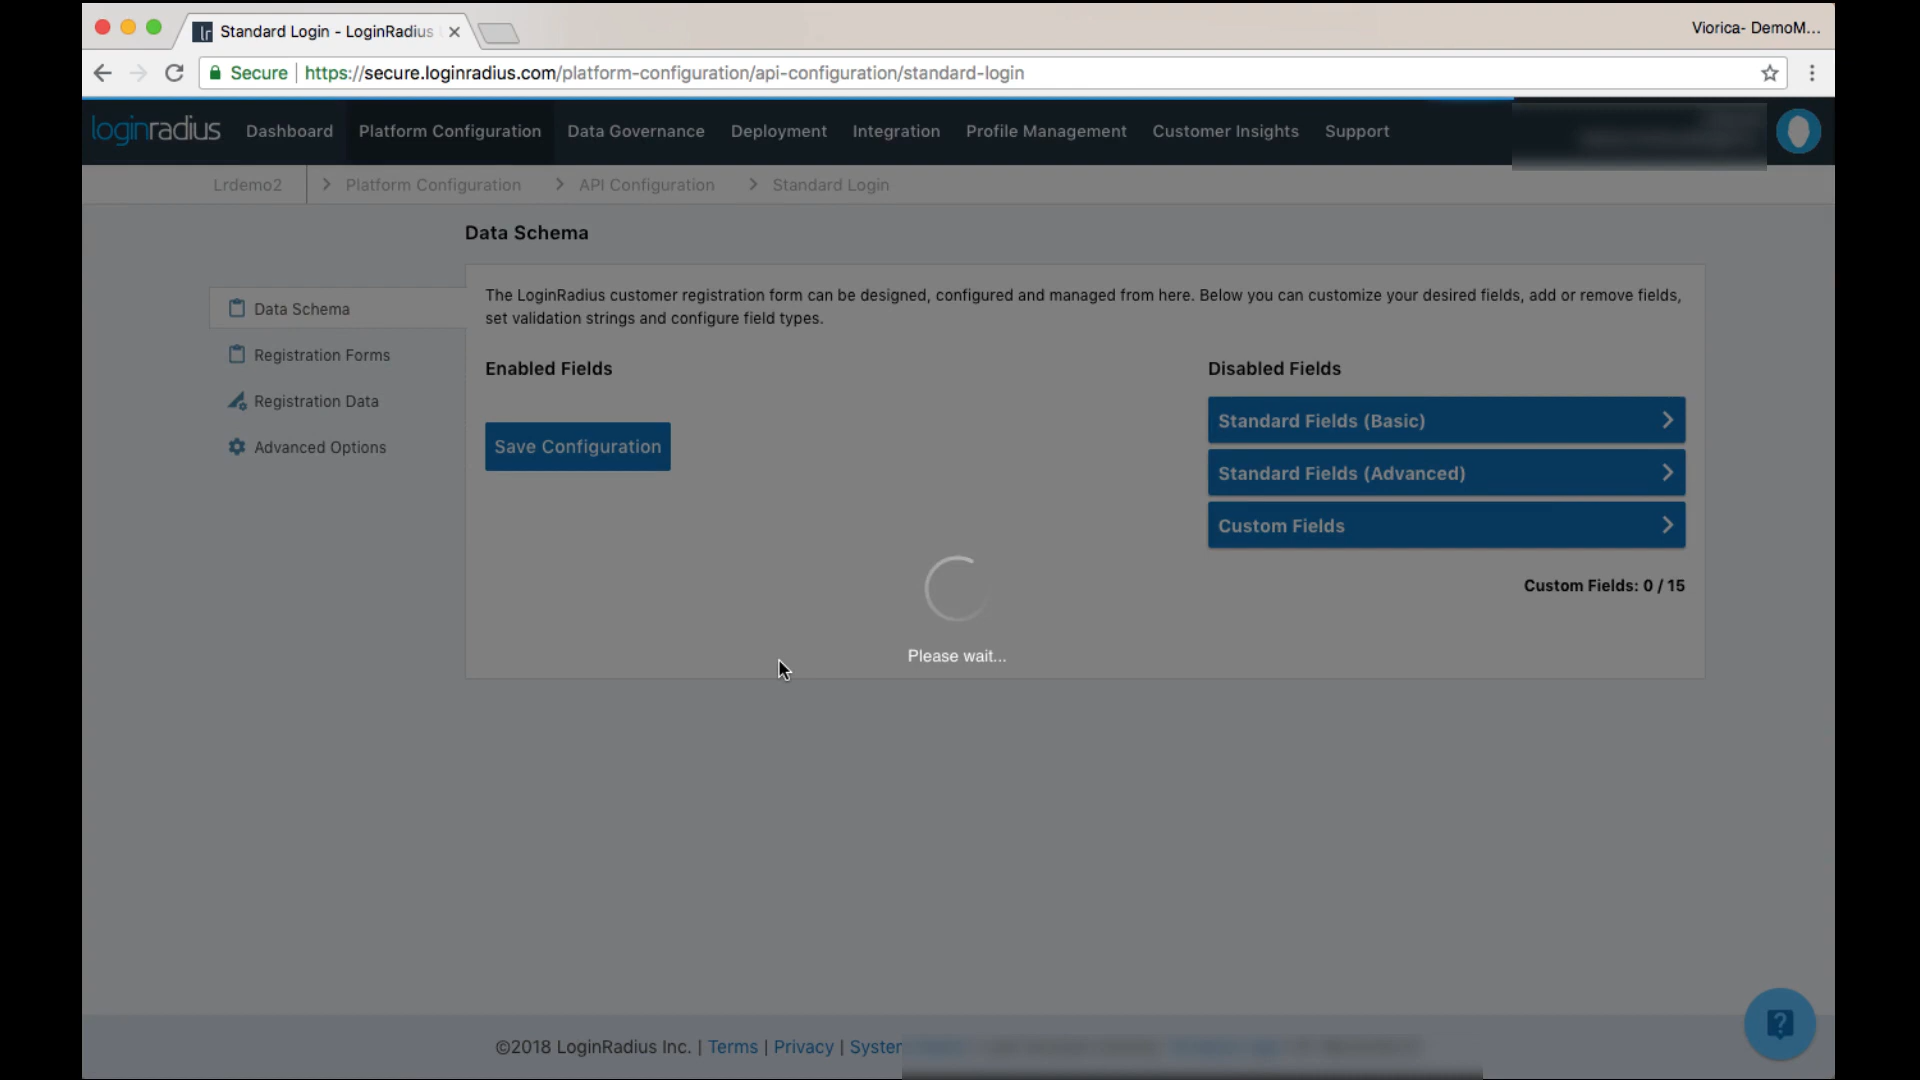 Standard Login - LoginRadius
Viorica- DemoM...
Secure https://secure.loginradius.com/platform-configuration/api-configuration/standard-login
loginradius Dashboard Platform Configuration Data Governance Deployment Integration Profile Management Customer Insights Support
Lrdemo2 > Platform Configuration > API Configuration > Standard Login
Data Schema
Data Schema
Registration Forms
Registration Data
Advanced Options
The LoginRadius customer registration form can be designed, configured and managed from here. Below you can customize your desired fields, add or remove fields,
set validation strings and configure field types.
Enabled Fields
Save Configuration
Disabled Fields
Standard Fields (Basic)
Standard Fields (Advanced)
Custom Fields
Custom Fields: 0 / 15
Please wait...
©2018 LoginRadius Inc. | Terms | Privacy |